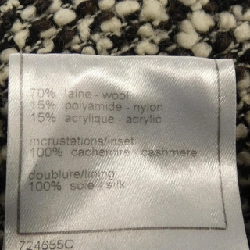 70% laine - wool
15% polyamide - nylon
15% acrylique - acrylic
incrustations/inset
100% cachemire - cashmere
doublure/lining
100% soie - silk
724655C